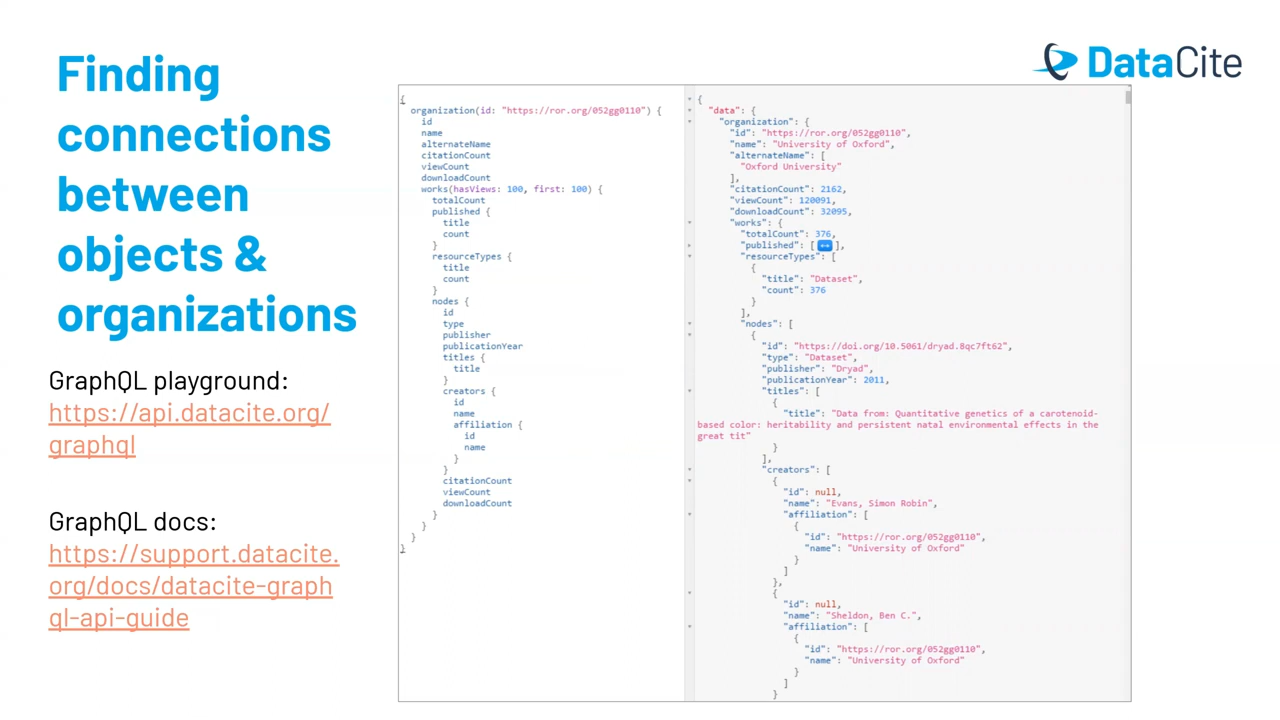 Finding
connections
between
objects &
organizations
GraphQL playground:
https://api.datacite.org/
graphql
GraphQL docs:
https://support.datacite.
org/docs/datacite-graph
ql-api-guide
DataCite
{
organization(id: "https://ror.org/052gg0110") {
id
name
alternateName
citationCount
viewCount
downloadCount
works(hasViews: 100, first: 100) {
totalCount
published {
title
count
}
resourceTypes {
title
count
}
nodes {
id
type
publisher
publicationYear
titles {
title
}
creators {
id
name
affiliation {
id
name
}
}
citationCount
viewCount
downloadCount
}
}
}
}
{
"data": {
"organization": {
"id": "https://ror.org/052gg0110",
"name": "University of Oxford",
"alternateName": [
"Oxford University"
],
"citationCount": 2162,
"viewCount": 120091,
"downloadCount": 32095,
"works": {
"totalCount": 376,
"published": [ ↔ ],
"resourceTypes": [
{
"title": "Dataset",
"count": 376
}
],
"nodes": [
{
"id": "https://doi.org/10.5061/dryad.8qc7ft62",
"type": "Dataset",
"publisher": "Dryad",
"publicationYear": 2011,
"titles": [
{
"title": "Data from: Quantitative genetics of a carotenoid-
based color: heritability and persistent natal environmental effects in the
great tit"
}
],
"creators": [
{
"id": null,
"name": "Evans, Simon Robin",
"affiliation": [
{
"id": "https://ror.org/052gg0110",
"name": "University of Oxford"
}
]
},
{
"id": null,
"name": "Sheldon, Ben C.",
"affiliation": [
{
"id": "https://ror.org/052gg0110",
"name": "University of Oxford"
}
]
}